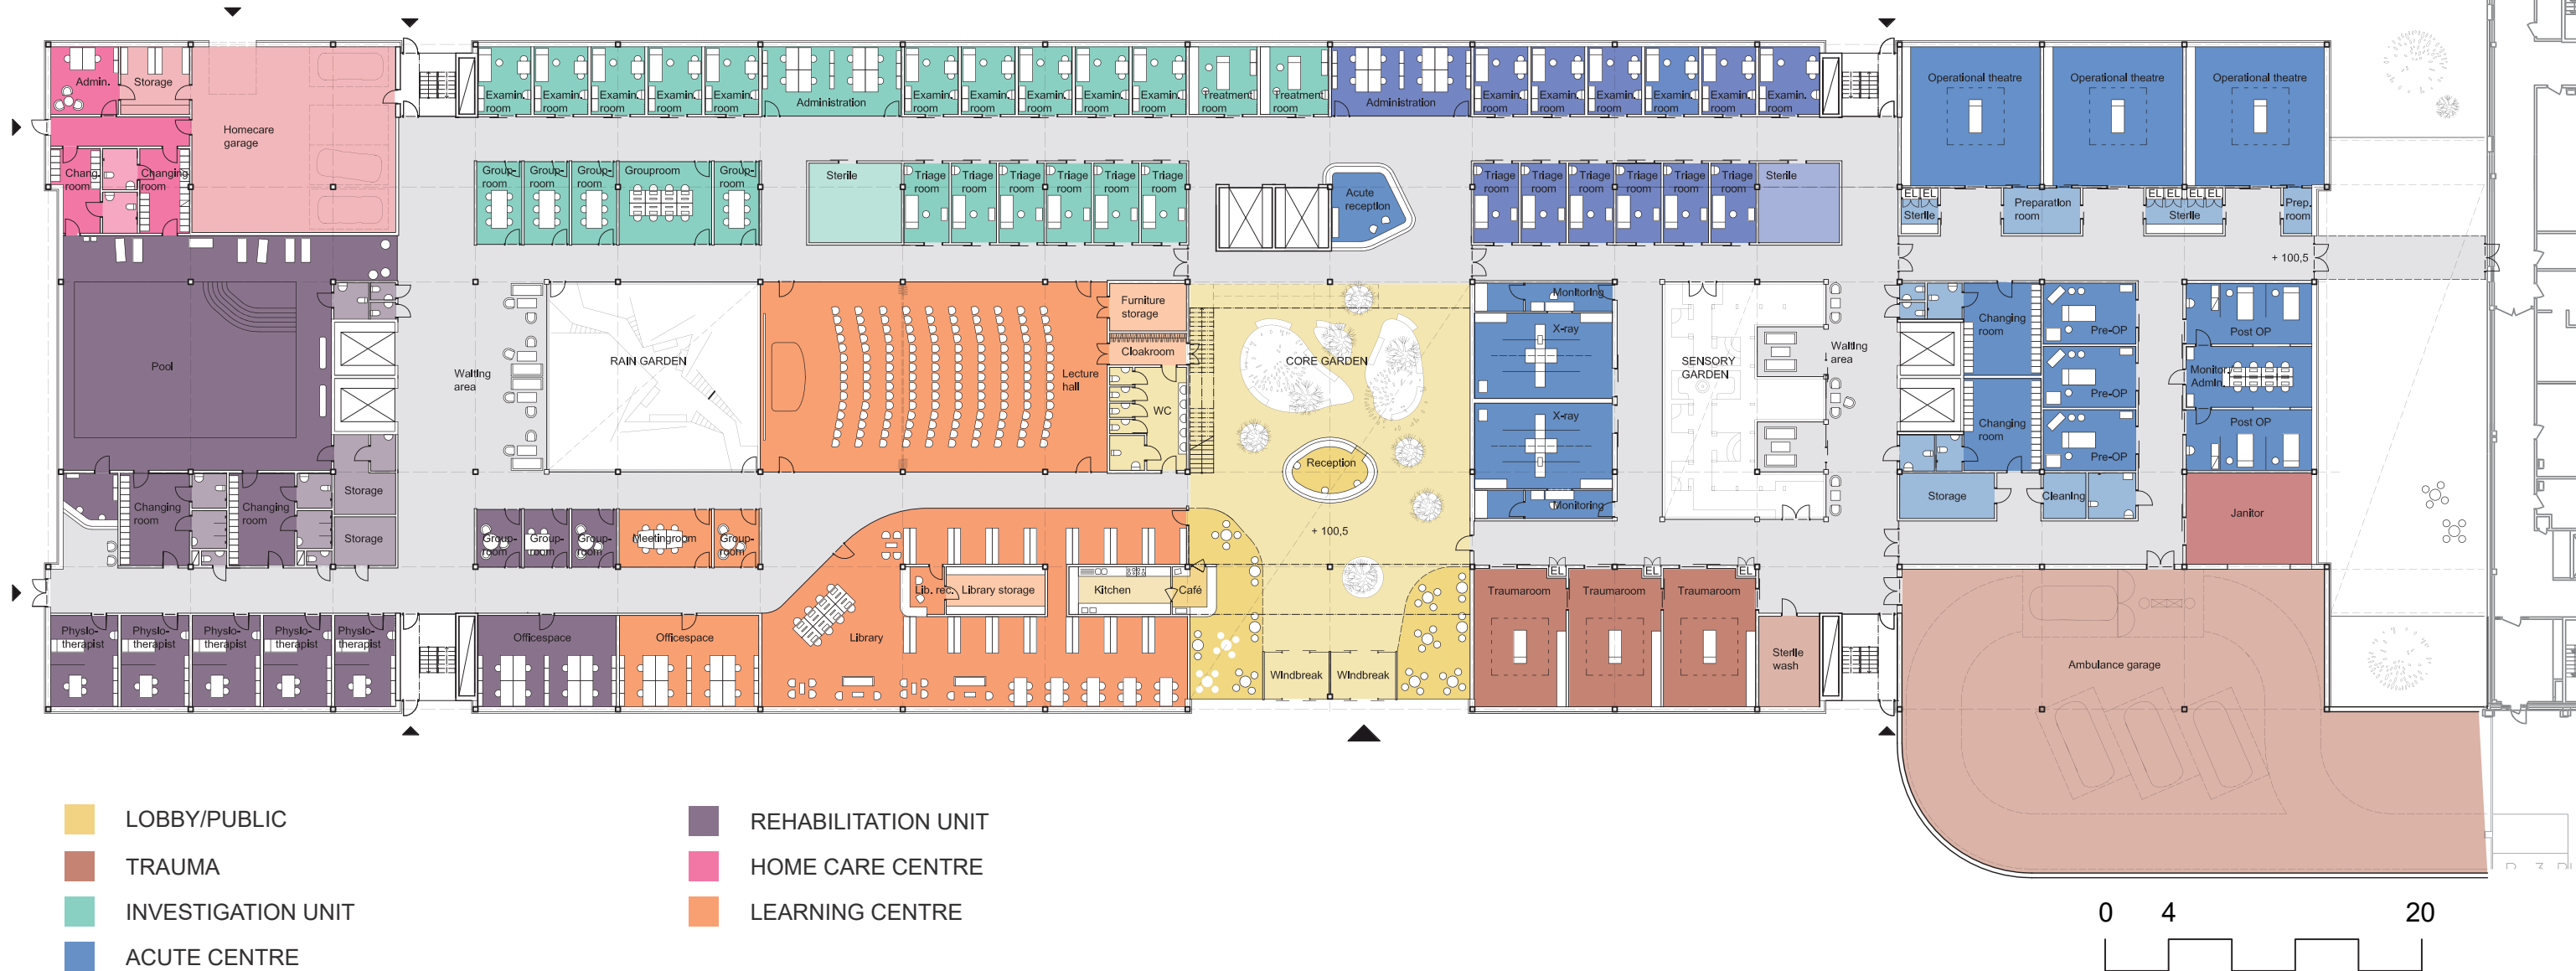 Admin.
Storage
Homecare
garage
Chang.
room
Changing
room
Examin.
room
Examin.
room
Examin.
room
Examin.
room
Examin.
room
Administration
Examin.
room
Examin.
room
Examin.
room
Examin.
room
Examin.
room
Treatment
room
Treatment
room
Administration
Examin.
room
Examin.
room
Examin.
room
Examin.
room
Examin.
room
Examin.
room
Operational theatre
Operational theatre
Operational theatre
Group-
room
Group-
room
Group-
room
Grouproom
Group-
room
Sterile
Triage
room
Triage
room
Triage
room
Triage
room
Triage
room
Triage
room
Acute
reception
Triage
room
Triage
room
Triage
room
Triage
room
Triage
room
Triage
room
Sterile
EL EL
Sterile
Preparation
room
EL EL EL EL
Sterile
Prep.
room
+ 100,5
Pool
Waiting
area
RAIN GARDEN
Lecture
hall
Furniture
storage
Cloakroom
WC
CORE GARDEN
Reception
+ 100,5
Monitoring
X-ray
X-ray
Monitoring
SENSORY
GARDEN
Waiting
area
Changing
room
Changing
room
Pre-OP
Pre-OP
Pre-OP
Post OP
Monitor.
Admin.
Post OP
Storage
Cleaning
Janitor
Changing
room
Changing
room
Storage
Storage
Group-
room
Group-
room
Group-
room
Meetingroom
Group-
room
Lib. rec.
Library storage
Kitchen
Café
Library
Physio-
therapist
Physio-
therapist
Physio-
therapist
Physio-
therapist
Physio-
therapist
Officespace
Officespace
Windbreak
Windbreak
EL
EL
EL
Traumaroom
Traumaroom
Traumaroom
Sterile
wash
Ambulance garage
LOBBY/PUBLIC
TRAUMA
INVESTIGATION UNIT
ACUTE CENTRE
REHABILITATION UNIT
HOME CARE CENTRE
LEARNING CENTRE
0 4 20